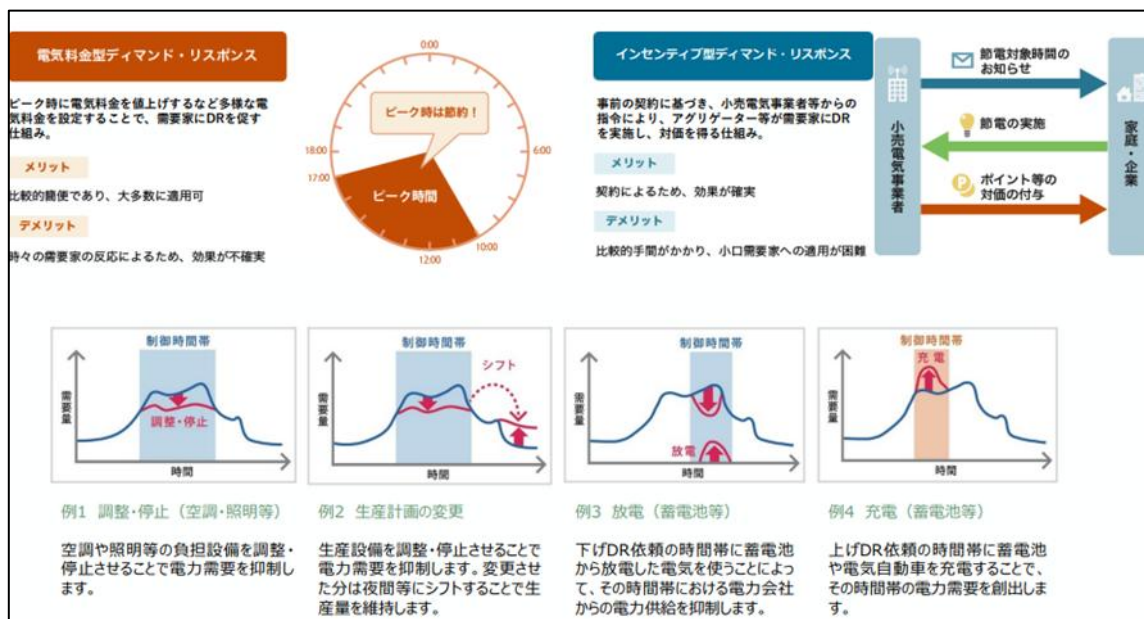 電気料金型ディマンド・リスポンス
ピーク時に電気料金を値上げするなど多様な電
気料金を設定することで、需要家にDRを促す
仕組み。
メリット
比較的簡便であり、大多数に適用可
デメリット
時々の需要家の反応によるため、効果が不確実
0:00
ピーク時は節約！
6:00
18:00
17:00
ピーク時間
10:00
12:00
インセンティブ型ディマンド・リスポンス
事前の契約に基づき、小売電気事業者等からの
指令により、アグリゲーター等が需要家にDR
を実施し、対価を得る仕組み。
メリット
契約によるため、効果が確実
デメリット
比較的手間がかかり、小口需要家への適用が困難
小売電気事業者
節電対象時間の
お知らせ
節電の実施
P
ポイント等の
対価の付与
家庭・企業
制御時間帯
需要量
調整・停止
時間
例1 調整・停止（空調・照明等）
空調や照明等の負担設備を調整・
停止させることで電力需要を抑制し
ます。
制御時間帯
シフト
需要量
時間
例2 生産計画の変更
生産設備を調整・停止させることで
電力需要を抑制します。変更させ
た分は夜間等にシフトすることで生
産量を維持します。
制御時間帯
需要量
放電
時間
例3 放電（蓄電池等）
下げDR依頼の時間帯に蓄電池
から放電した電気を使うことによっ
て、その時間帯における電力会社
からの電力供給を抑制します。
制御時間帯
充電
需要量
時間
例4 充電（蓄電池等）
上げDR依頼の時間帯に蓄電池
や電気自動車を充電することで、
その時間帯の電力需要を創出しま
す。